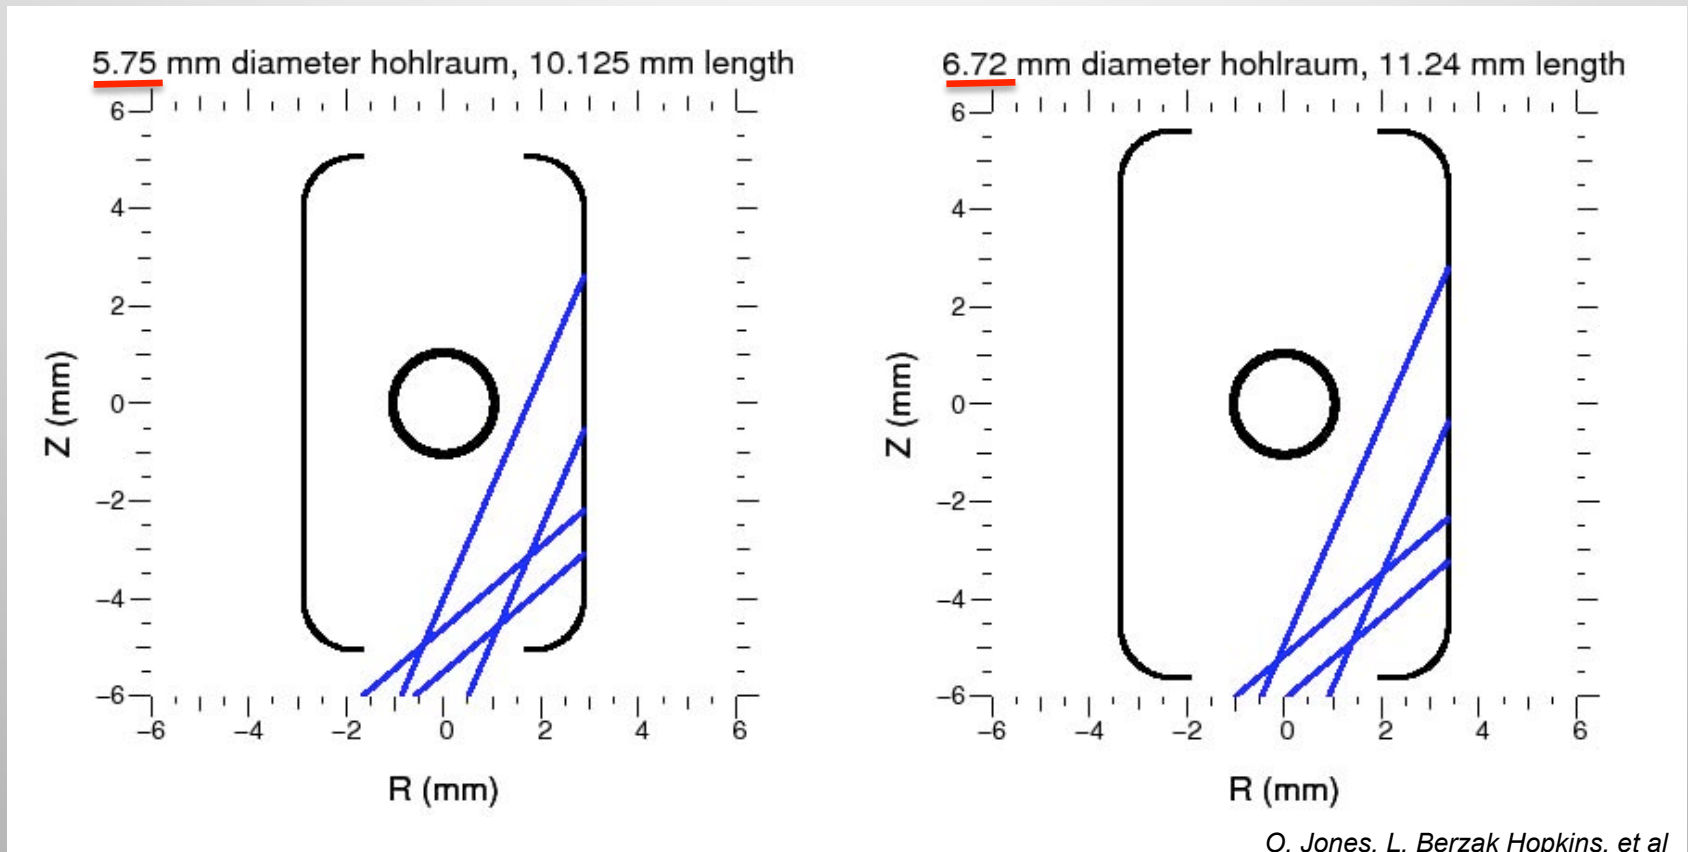 5.75 mm diameter hohlraum, 10.125 mm length
6
4
2
0
−2
−4
−6
Z (mm)
−6 −4 −2 0 2 4 6
R (mm)
6.72 mm diameter hohlraum, 11.24 mm length
6
4
2
0
−2
−4
−6
Z (mm)
−6 −4 −2 0 2 4 6
R (mm)
O. Jones, L. Berzak Hopkins, et al